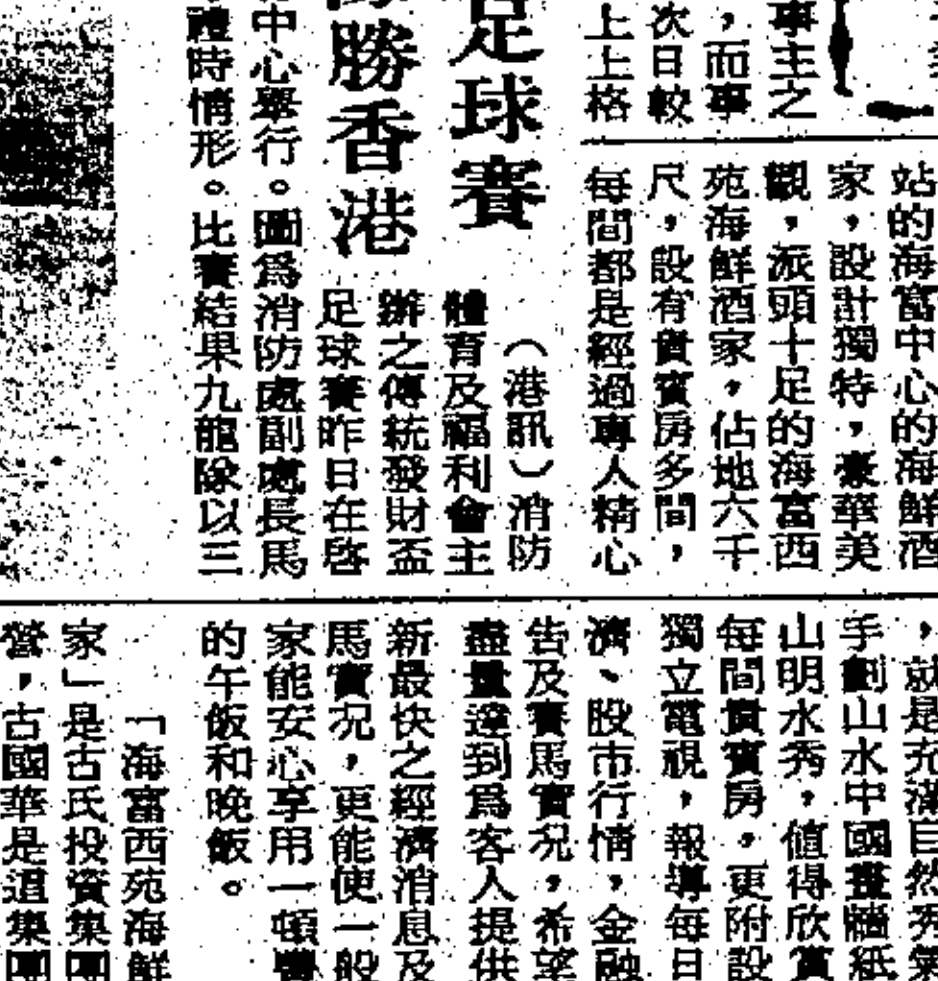 事主之
，而事
次日較
上上格
站的海富中心的海鮮酒
家，設計獨特，豪華美
觀，派頭十足的海富西
苑海鮮酒家，佔地六千
尺，設有貴賓房多間，
每間都是經過專人精心
，就是充滿自然秀氣
手劃山水中國畫牆紙
山明水秀，值得欣賞
每間貴賓房，更附設
獨立電視，報導每日
濟、股市行情，金融
告及賽馬實况，希望
盡量達到爲客人提供
新最快之經濟消息及
馬實况，更能使一般
家能安心享用一頓豐
的午飯和晚飯。
「海富西苑海鮮
家」是古氏投資集團
營，古國華是這集團
足球賽
勝香港
（港訊）消防
體育及福利會主
辦之傳統發財盃
足球賽昨日在啓
中心舉行。圖爲消防處副處長馬
禮時情形。比賽結果九龍隊以三